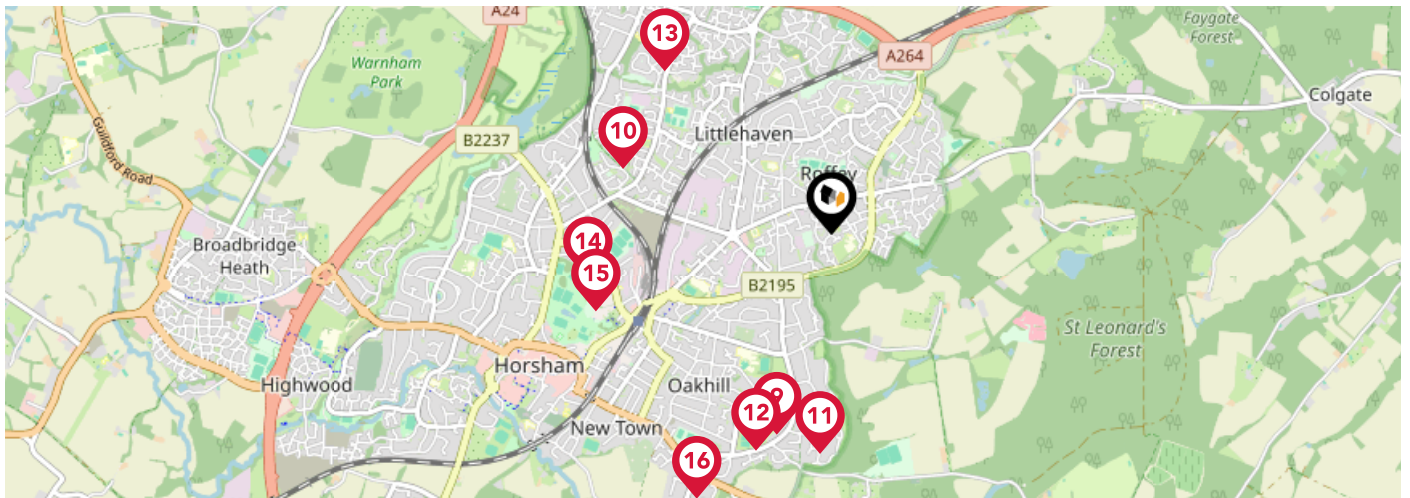 A24
13
Faygate
Forest
A264
Warnham
Park
Colgate
10
Littlehaven
B2237
Guildford Road
Roffey
14
Broadbridge
Heath
15
B2195
St Leonard's
Forest
Horsham
Highwood
Oakhill
9
12
11
New Town
16